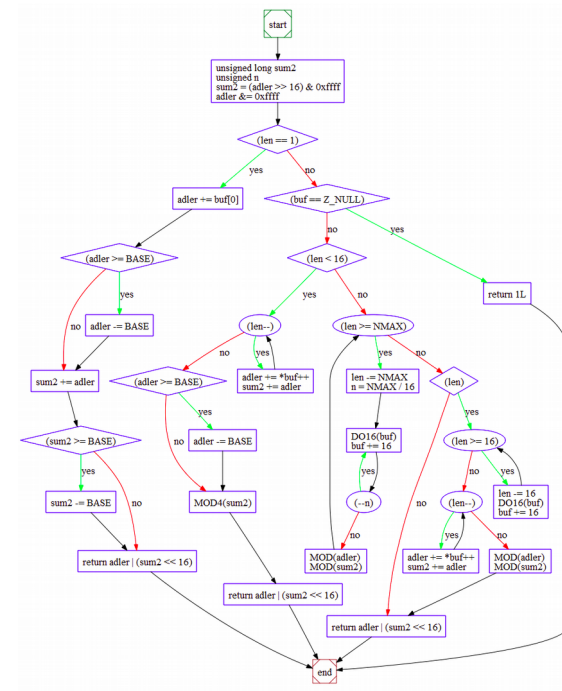 start
unsigned long sum2
unsigned n
sum2 = (adler >> 16) & 0xffff
adler &= 0xffff
(len == 1)
yes
no
adler += buf[0]
(buf == Z_NULL)
no
yes
(adler >= BASE)
(len < 16)
no
yes
yes
no
return 1L
adler -= BASE
(len--)
(len >= NMAX)
no
yes
yes
no
sum2 += adler
(adler >= BASE)
adler += *buf++
sum2 += adler
len -= NMAX
n = NMAX / 16
(len)
yes
(sum2 >= BASE)
no
yes
adler -= BASE
DO16(buf)
buf += 16
(len >= 16)
yes
no
yes
no
yes
sum2 -= BASE
no
MOD4(sum2)
(--n)
no
(len--)
len -= 16
DO16(buf)
buf += 16
yes
no
return adler | (sum2 << 16)
MOD(adler)
MOD(sum2)
adler += *buf++
sum2 += adler
MOD(adler)
MOD(sum2)
return adler | (sum2 << 16)
return adler | (sum2 << 16)
end